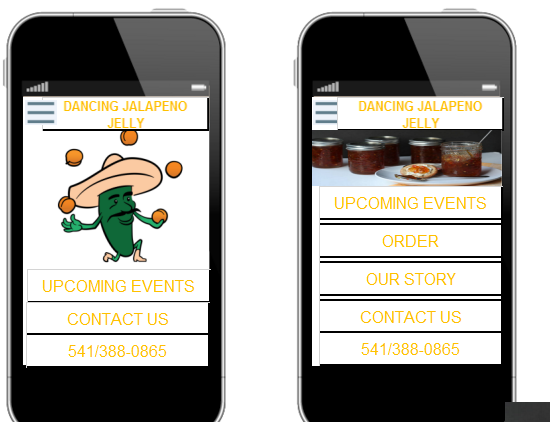 DANCING JALAPENO
JELLY
UPCOMING EVENTS
CONTACT US
541/388-0865
DANCING JALAPENO
JELLY
UPCOMING EVENTS
ORDER
OUR STORY
CONTACT US
541/388-0865